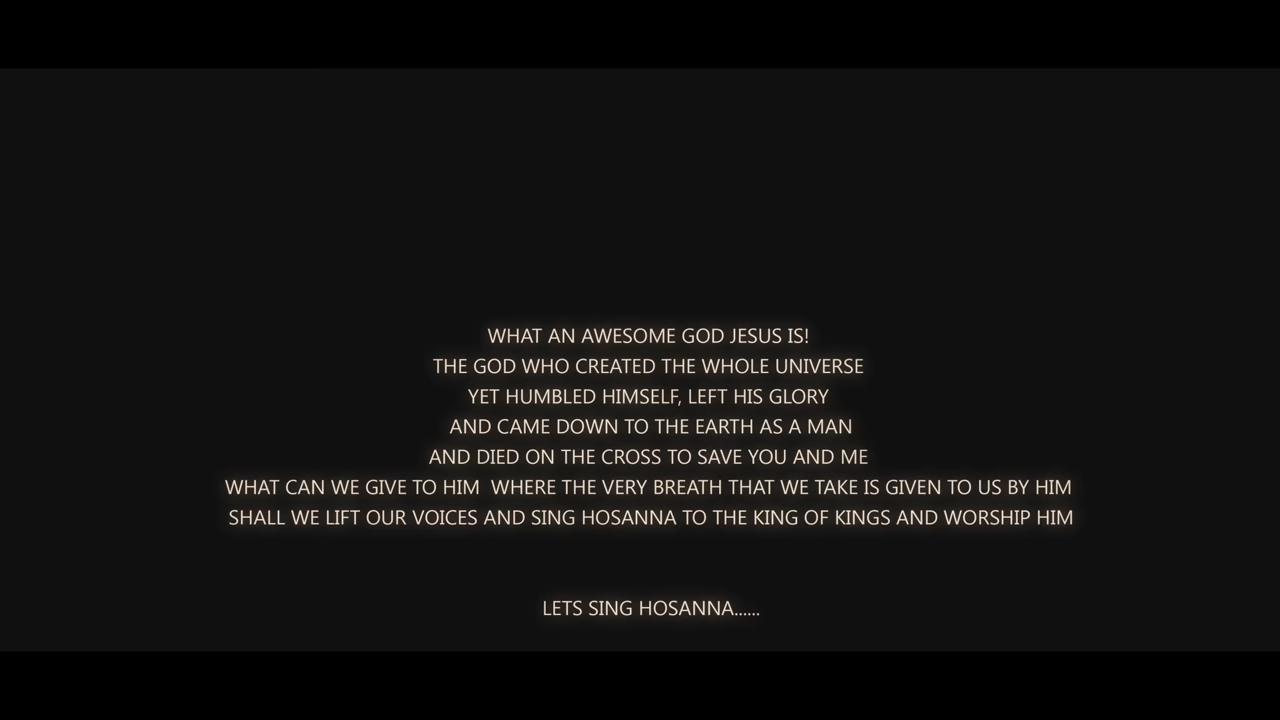 WHAT AN AWESOME GOD JESUS IS!
THE GOD WHO CREATED THE WHOLE UNIVERSE
YET HUMBLED HIMSELF, LEFT HIS GLORY
AND CAME DOWN TO THE EARTH AS A MAN
AND DIED ON THE CROSS TO SAVE YOU AND ME
WHAT CAN WE GIVE TO HIM  WHERE THE VERY BREATH THAT WE TAKE IS GIVEN TO US BY HIM
SHALL WE LIFT OUR VOICES AND SING HOSANNA TO THE KING OF KINGS AND WORSHIP HIM
LETS SING HOSANNA......